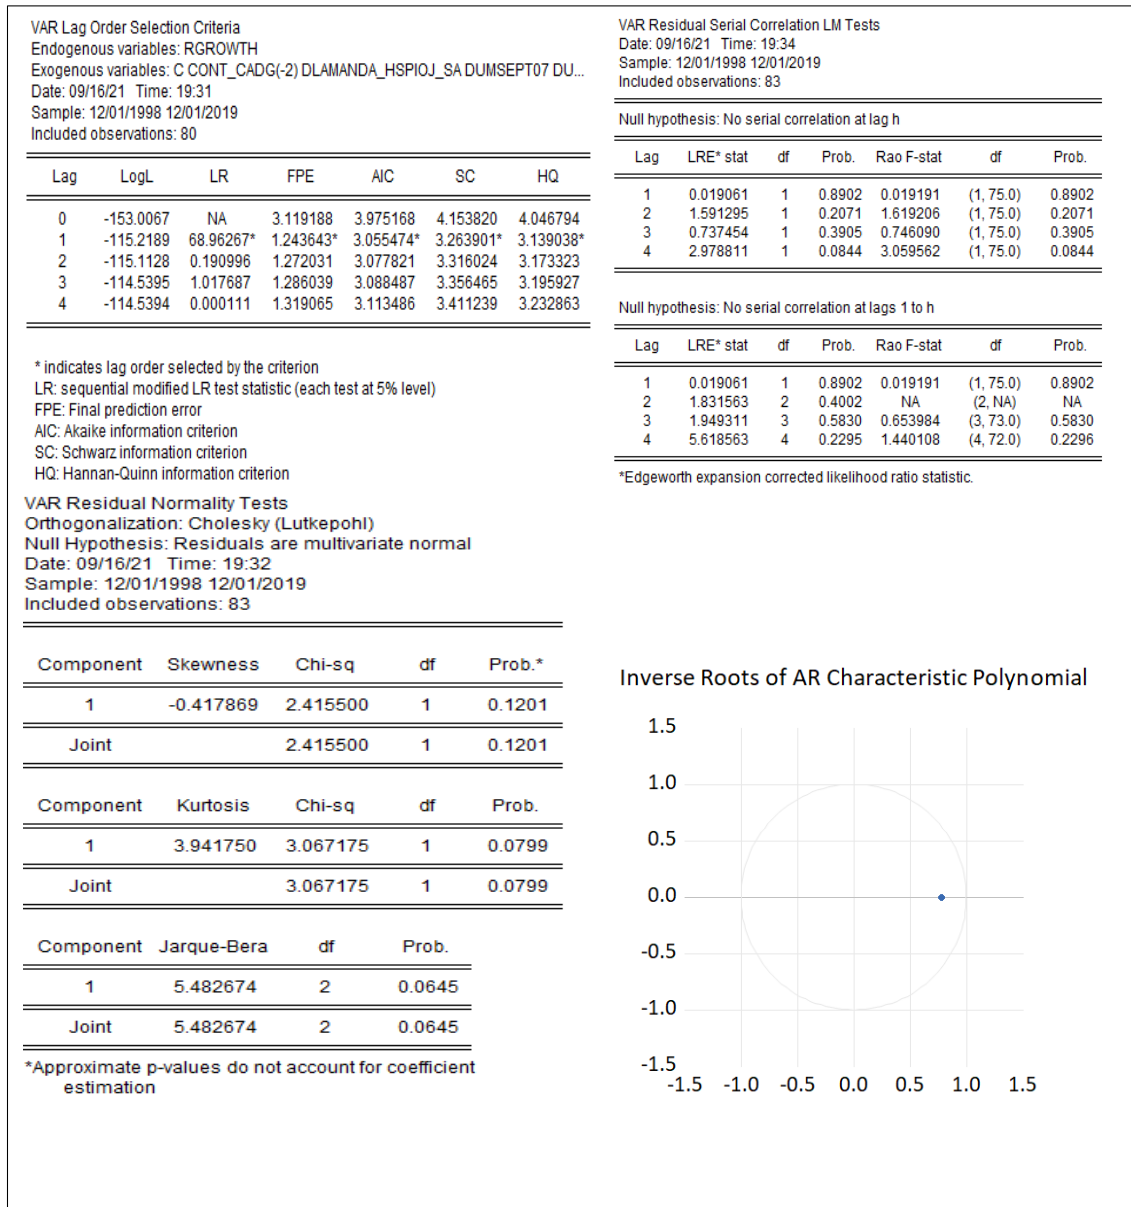 VAR Lag Order Selection Criteria
Endogenous variables: RGROWTH
Exogenous variables: C CONT_CADG(-2) DLAMANDA_HSPIOJ_SA DUMSEPT07 DU...
Date: 09/16/21 Time: 19:31
Sample: 12/01/1998 12/01/2019
Included observations: 80
Lag LogL LR FPE AIC SC HQ
0 -153.0067 NA 3.119188 3.975168 4.153820 4.046794
1 -115.2189 68.96267* 1.243643* 3.055474* 3.263901* 3.139038*
2 -115.1128 0.190996 1.272031 3.077821 3.316024 3.173323
3 -114.5395 1.017687 1.286039 3.088487 3.356465 3.195927
4 -114.5394 0.000111 1.319065 3.113486 3.411239 3.232863
* indicates lag order selected by the criterion
LR: sequential modified LR test statistic (each test at 5% level)
FPE: Final prediction error
AIC: Akaike information criterion
SC: Schwarz information criterion
HQ: Hannan-Quinn information criterion
VAR Residual Normality Tests
Orthogonalization: Cholesky (Lutkepohl)
Null Hypothesis: Residuals are multivariate normal
Date: 09/16/21 Time: 19:32
Sample: 12/01/1998 12/01/2019
Included observations: 83
Component Skewness Chi-sq df Prob.*
1 -0.417869 2.415500 1 0.1201
Joint 2.415500 1 0.1201
Component Kurtosis Chi-sq df Prob.
1 3.941750 3.067175 1 0.0799
Joint 3.067175 1 0.0799
Component Jarque-Bera df Prob.
1 5.482674 2 0.0645
Joint 5.482674 2 0.0645
*Approximate p-values do not account for coefficient
estimation
VAR Residual Serial Correlation LM Tests
Date: 09/16/21 Time: 19:34
Sample: 12/01/1998 12/01/2019
Included observations: 83
Null hypothesis: No serial correlation at lag h
Lag LRE* stat df Prob. Rao F-stat df Prob.
1 0.019061 1 0.8902 0.019191 (1, 75.0) 0.8902
2 1.591295 1 0.2071 1.619206 (1, 75.0) 0.2071
3 0.737454 1 0.3905 0.746090 (1, 75.0) 0.3905
4 2.978811 1 0.0844 3.059562 (1, 75.0) 0.0844
Null hypothesis: No serial correlation at lags 1 to h
Lag LRE* stat df Prob. Rao F-stat df Prob.
1 0.019061 1 0.8902 0.019191 (1, 75.0) 0.8902
2 1.831563 2 0.4002 NA (2, NA) NA
3 1.949311 3 0.5830 0.653984 (3, 73.0) 0.5830
4 5.618563 4 0.2295 1.440108 (4, 72.0) 0.2296
*Edgeworth expansion corrected likelihood ratio statistic.
Inverse Roots of AR Characteristic Polynomial
1.5
1.0
0.5
0.0
-0.5
-1.0
-1.5
-1.5 -1.0 -0.5 0.0 0.5 1.0 1.5